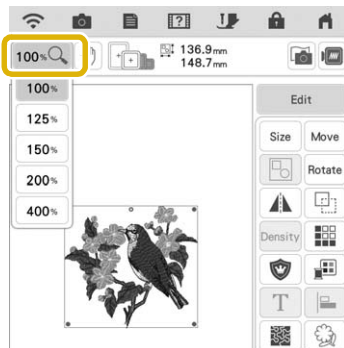 100%
136.9mm
148.7mm
100%
125%
150%
200%
400%
Edit
Size
Move
Rotate
Density
T